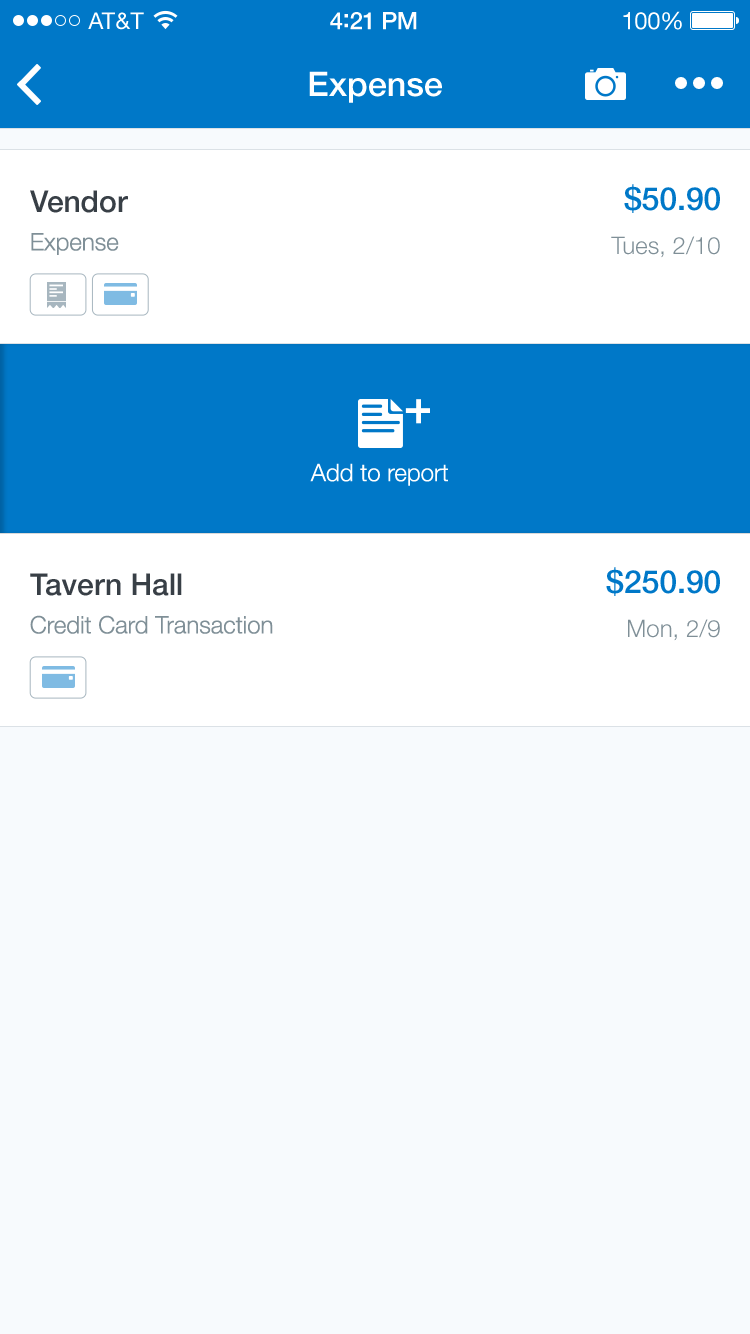 AT&T 4:21 PM 100%
Expense
Vendor $50.90
Expense Tues, 2/10
Add to report
Tavern Hall $250.90
Credit Card Transaction Mon, 2/9